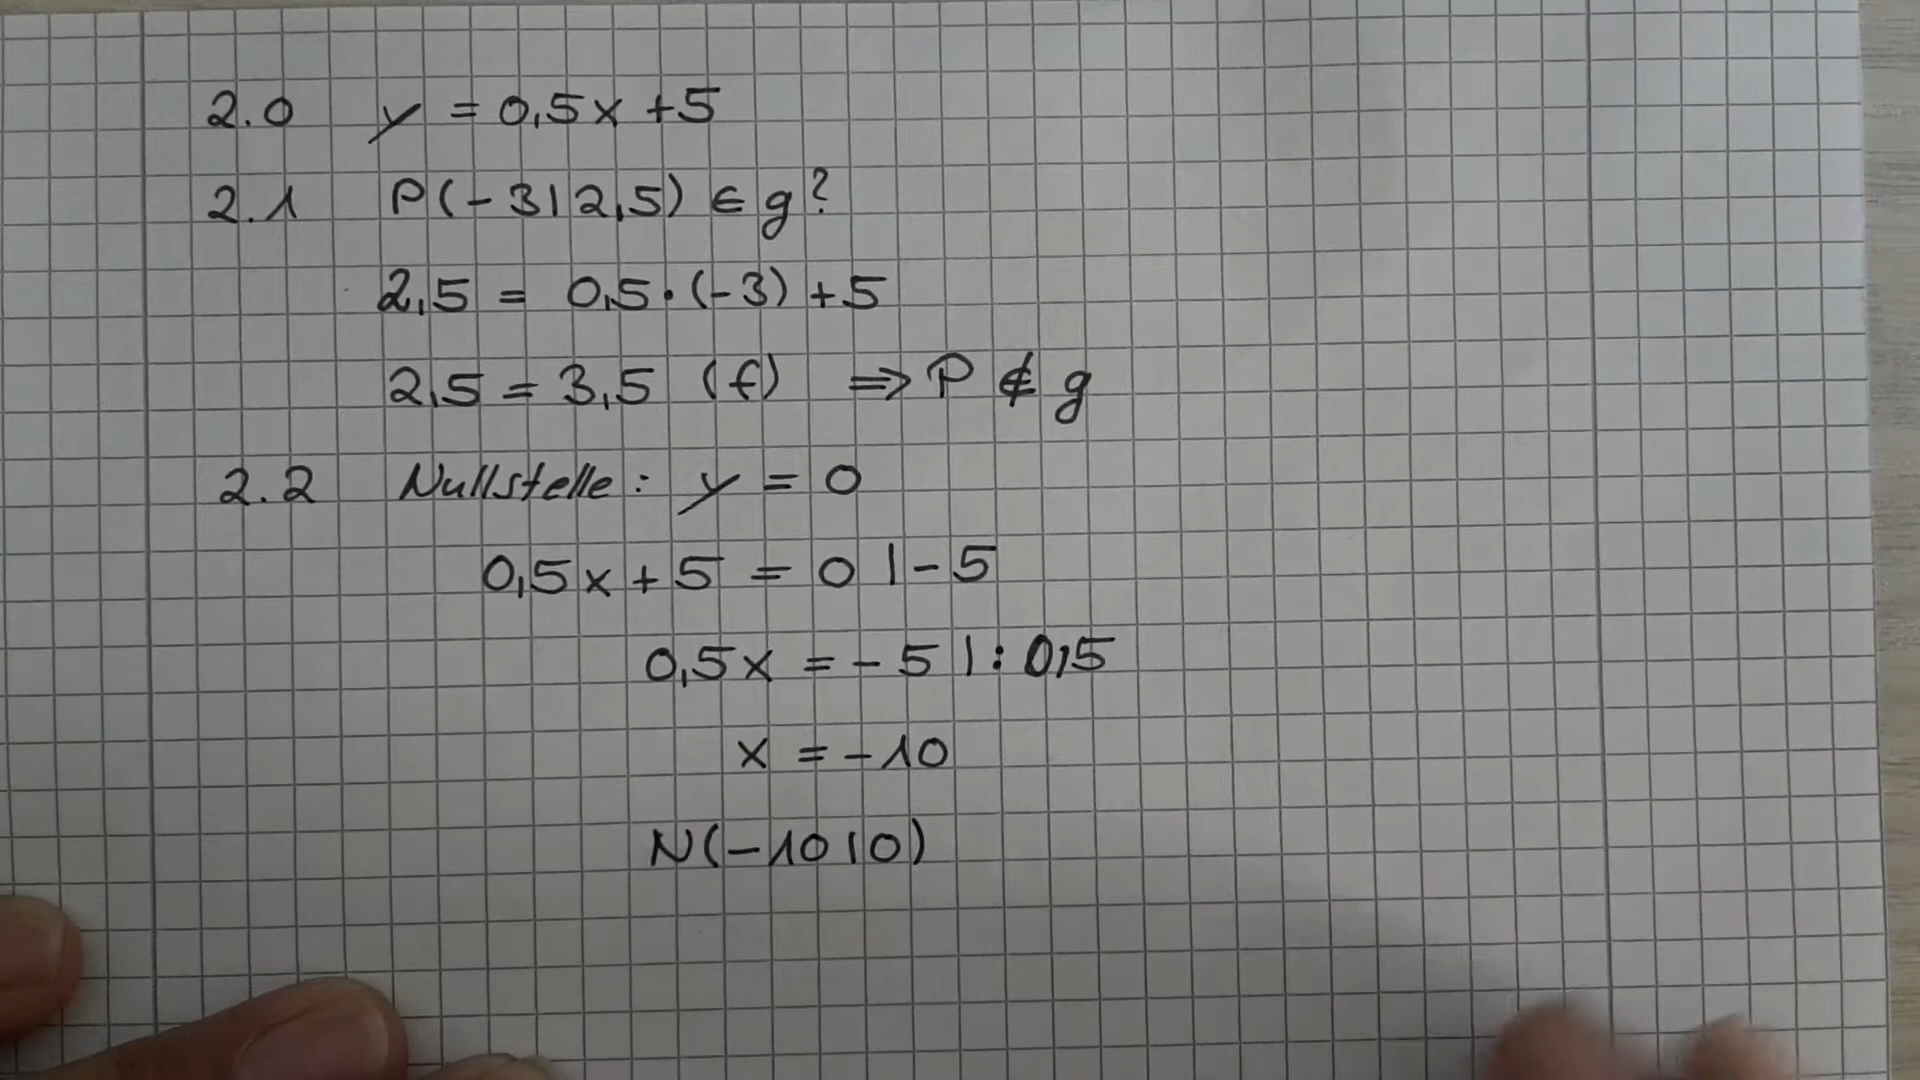 2.0 y = 0,5x + 5
2.1 P(-3|2,5) ∈ g?
2,5 = 0,5·(-3) + 5
2,5 = 3,5 (f) ⇒ P ∉ g
2.2 Nullstelle: y = 0
0,5x + 5 = 0 | - 5
0,5x = - 5 | : 0,5
x = -10
N(-10|0)